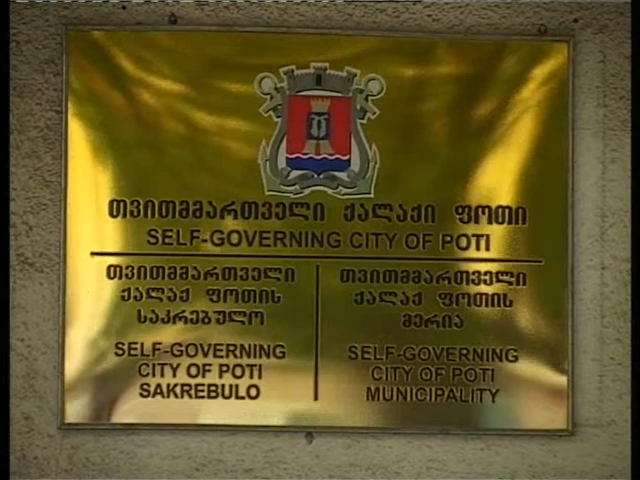 თვითმმართველი ქალაქი ფოთი
SELF-GOVERNING CITY OF POTI
თვითმმართველი
ქალაქ ფოთის
საკრებულო
SELF-GOVERNING
CITY OF POTI
SAKREBULO
თვითმმართველი
ქალაქ ფოთის
მერია
SELF-GOVERNING
CITY OF POTI
MUNICIPALITY